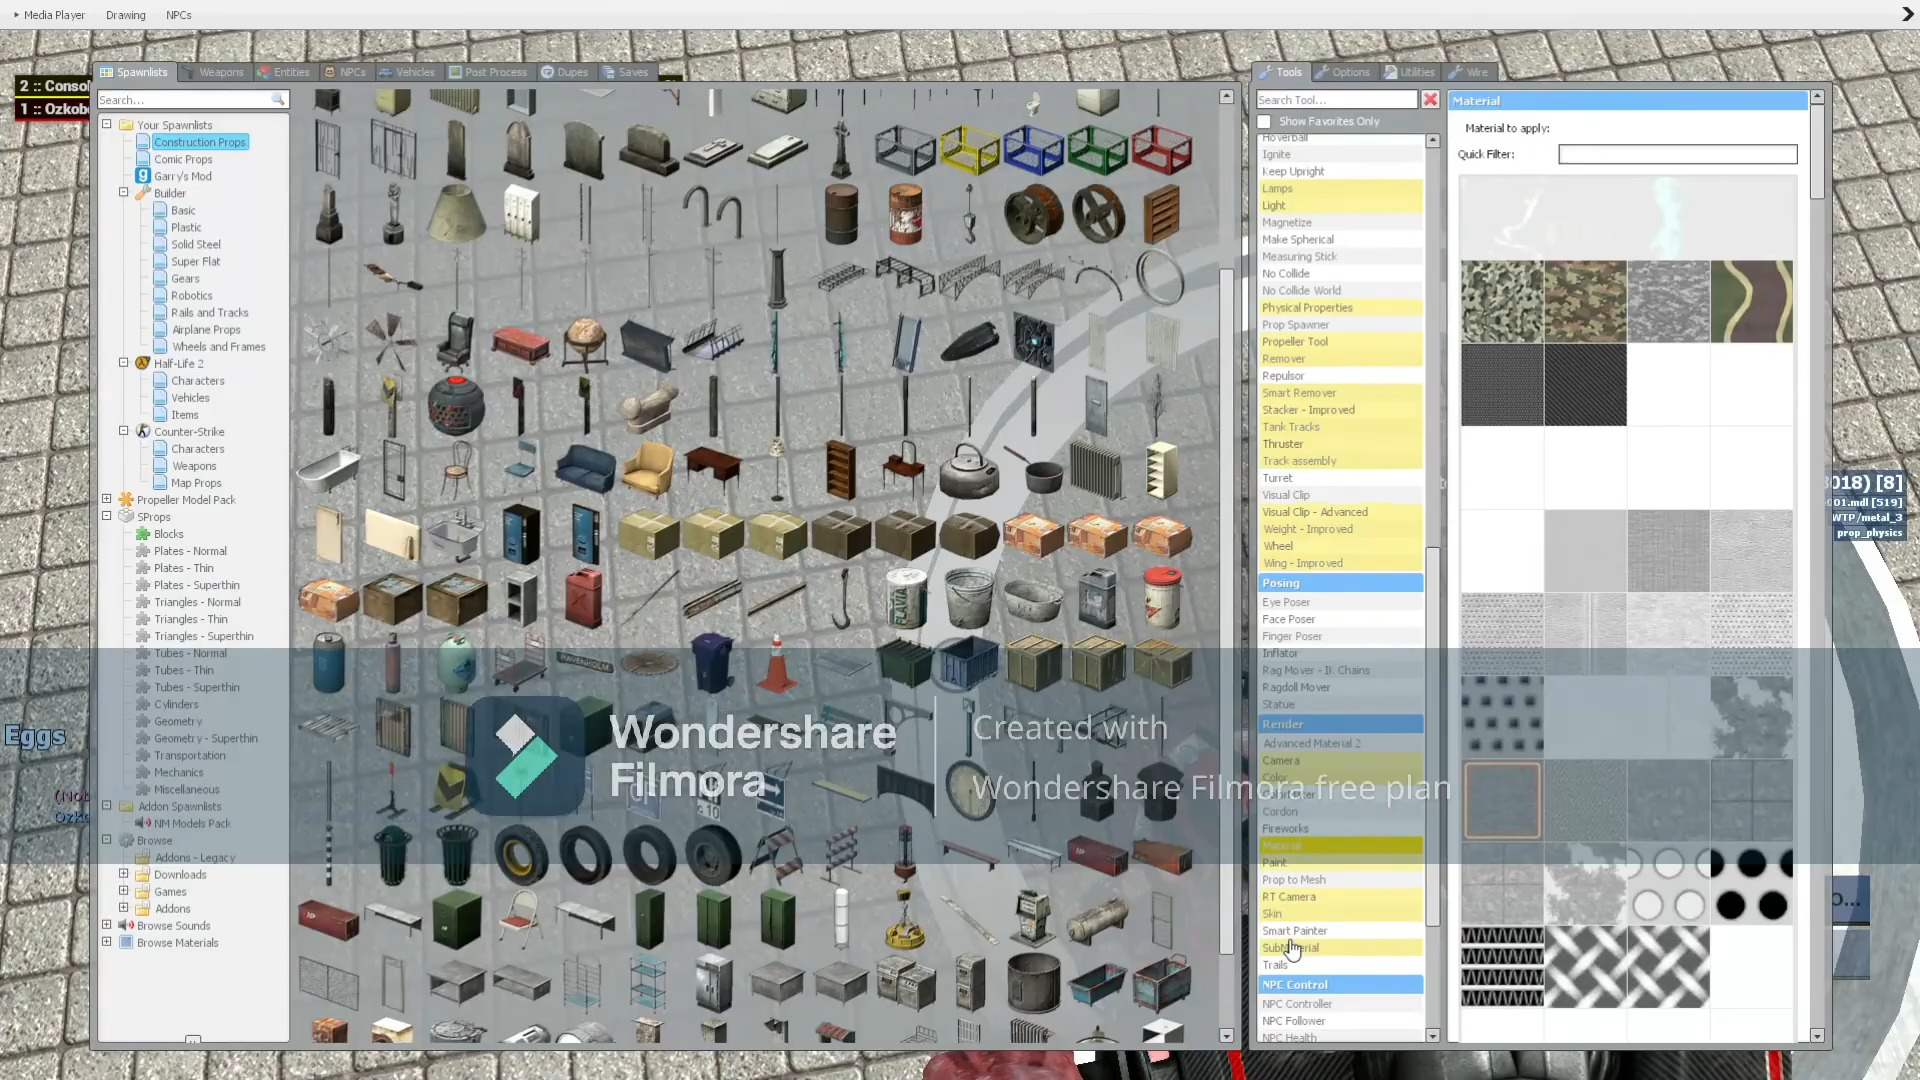 Media Player
Drawing
NPCs
Spawnlists
Weapons
Entities
NPCs
Vehicles
Post Process
Dupes
Saves
Tools
Options
Utilities
Wire
2 :: Consol
1 :: Ozkob
Search...
Your Spawnlists
Construction Props
Comic Props
Garry's Mod
Builder
Basic
Plastic
Solid Steel
Super Flat
Gears
Robotics
Rails and Tracks
Airplane Props
Wheels and Frames
Half-Life 2
Characters
Vehicles
Items
Counter-Strike
Characters
Weapons
Map Props
Propeller Model Pack
SProps
Blocks
Plates - Normal
Plates - Thin
Plates - Superthin
Triangles - Normal
Triangles - Thin
Triangles - Superthin
Tubes - Normal
Tubes - Thin
Tubes - Superthin
Cylinders
Geometry
Geometry - Superthin
Transportation
Mechanics
Miscellaneous
Addon Spawnlists
NM Models Pack
Browse
Addons - Legacy
Downloads
Games
Addons
Browse Sounds
Browse Materials
Eggs
RAVENHOLM
Wondershare
Filmora
Created with
Wondershare Filmora free plan
Search Tool...
Show Favorites Only
Hoverball
Ignite
Keep Upright
Lamps
Light
Magnetize
Make Spherical
Measuring Stick
No Collide
No Collide World
Physical Properties
Prop Spawner
Propeller Tool
Remover
Repulsor
Smart Remover
Stacker - Improved
Tank Tracks
Thruster
Track assembly
Turret
Visual Clip
Visual Clip - Advanced
Weight - Improved
Wheel
Wing - Improved
Posing
Eye Poser
Face Poser
Finger Poser
Inflator
Rag Mover - IK Chains
Ragdoll Mover
Statue
Render
Advanced Material 2
Camera
Color
Cordon
Fireworks
Material
Paint
Prop to Mesh
RT Camera
Skin
Smart Painter
SubMaterial
Trails
NPC Control
NPC Controller
NPC Follower
NPC Health
Material
Material to apply:
Quick Filter:
018) [8]
001.mdl [519]
WTP/metal_3
prop_physics